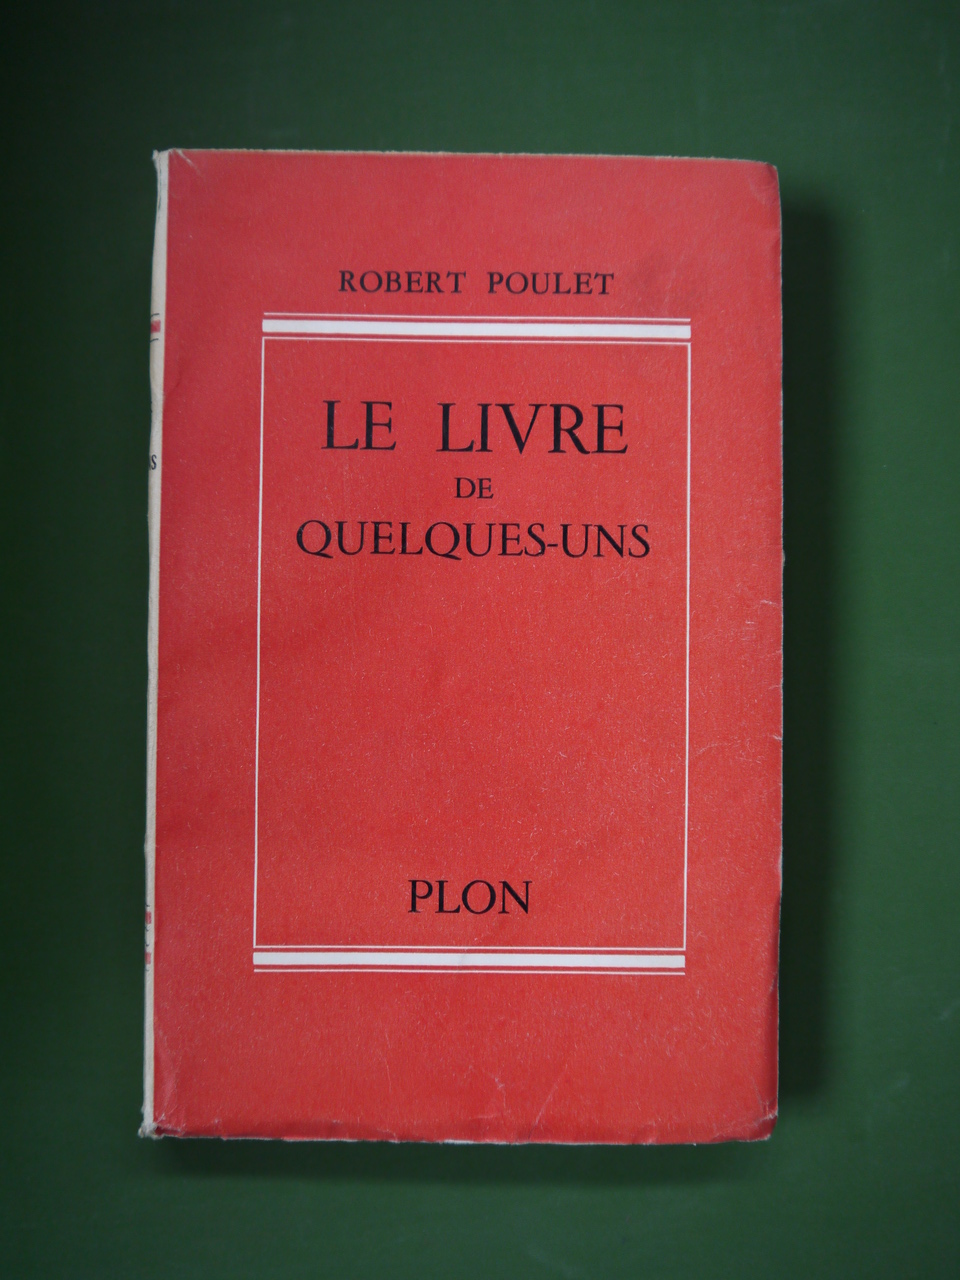 ROBERT POULET
LE LIVRE
DE
QUELQUES-UNS
PLON